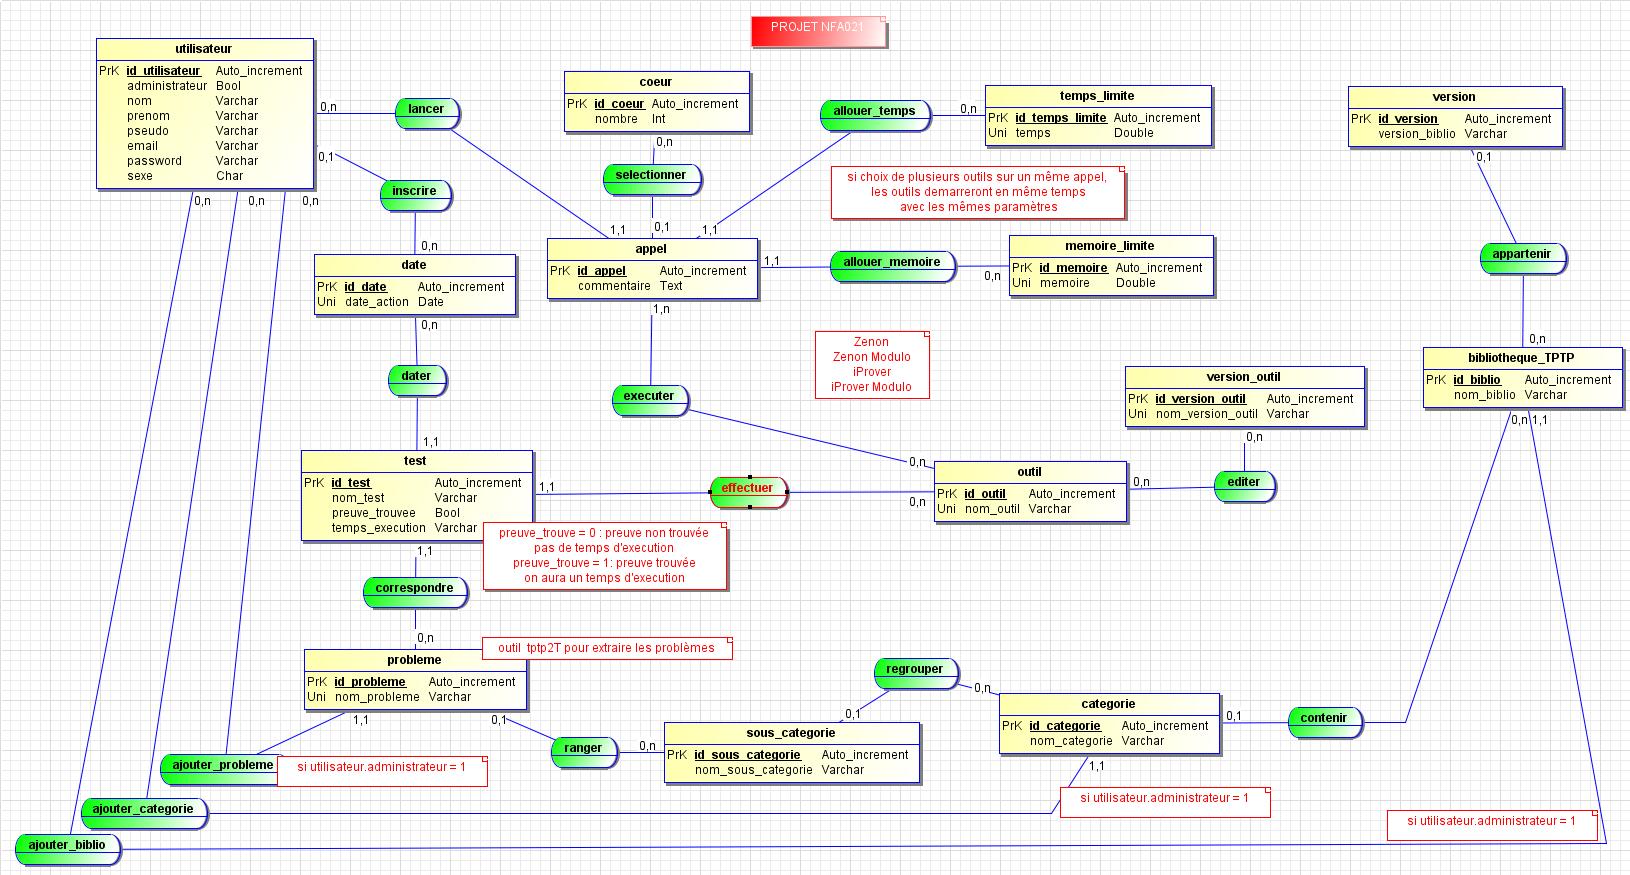 PROJET NFA021
utilisateur
PrK id_utilisateur Auto_increment
administrateur Bool
nom Varchar
prenom Varchar
pseudo Varchar
email Varchar
password Varchar
sexe Char
0,n
lancer
0,1
inscrire
0,n
0,n
0,n
coeur
PrK id_coeur Auto_increment
nombre Int
0,n
selectionner
0,1
allouer_temps
0,n
1,1
1,1
temps_limite
PrK id_temps_limite Auto_increment
Uni temps Double
version
PrK id_version Auto_increment
version_biblio Varchar
0,1
appartenir
0,n
si choix de plusieurs outils sur un même appel,
les outils demarreront en même temps
avec les mêmes paramètres
0,n
date
PrK id_date Auto_increment
Uni date_action Date
0,n
dater
1,1
appel
PrK id_appel Auto_increment
commentaire Text
1,1
allouer_memoire
0,n
memoire_limite
PrK id_memoire Auto_increment
Uni memoire Double
1,n
executer
0,n
Zenon
Zenon Modulo
iProver
iProver Modulo
version_outil
PrK id_version_outil Auto_increment
Uni nom_version_outil Varchar
0,n
editer
0,n
bibliotheque_TPTP
PrK id_biblio Auto_increment
nom_biblio Varchar
0,n
1,1
test
PrK id_test Auto_increment
nom_test Varchar
preuve_trouvee Bool
temps_execution Varchar
1,1
effectuer
0,n
outil
PrK id_outil Auto_increment
Uni nom_outil Varchar
preuve_trouve = 0 : preuve non trouvée
pas de temps d'execution
preuve_trouve = 1: preuve trouvée
on aura un temps d'execution
1,1
correspondre
0,n
outil tptp2T pour extraire les problèmes
probleme
PrK id_probleme Auto_increment
Uni nom_probleme Varchar
1,1
0,1
ranger
0,n
sous_categorie
PrK id_sous_categorie Auto_increment
nom_sous_categorie Varchar
0,1
regrouper
0,n
categorie
PrK id_categorie Auto_increment
nom_categorie Varchar
0,1
contenir
1,1
ajouter_probleme
si utilisateur.administrateur = 1
ajouter_categorie
si utilisateur.administrateur = 1
ajouter_biblio
si utilisateur.administrateur = 1